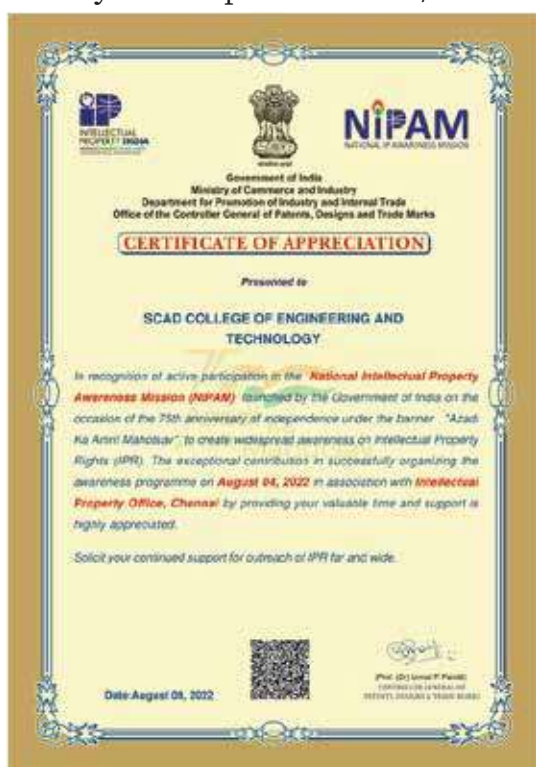 INTELLECTUAL
PROPERTY INDIA
NiPAM
NATIONAL IP AWARENESS MISSION
Government of India
Ministry of Commerce and Industry
Department for Promotion of Industry and Internal Trade
Office of the Controller General of Patents, Designs and Trade Marks
CERTIFICATE OF APPRECIATION
Presented to
SCAD COLLEGE OF ENGINEERING AND
TECHNOLOGY
In recognition of active participation in the National Intellectual Property
Awareness Mission (NIPAM) launched by the Government of India on the
occasion of the 75th anniversary of independence under the banner "Azadi
Ka Amrit Mahotsav" to create widespread awareness on Intellectual Property
Rights (IPR). The exceptional contribution in successfully organizing the
awareness programme on August 04, 2022 in association with Intellectual
Property Office, Chennai by providing your valuable time and support is
highly appreciated.
Solicit your continued support for outreach of IPR far and wide.
Date:August 08, 2022
CONTROLLER GENERAL OF
PATENTS, DESIGNS & TRADE MARKS